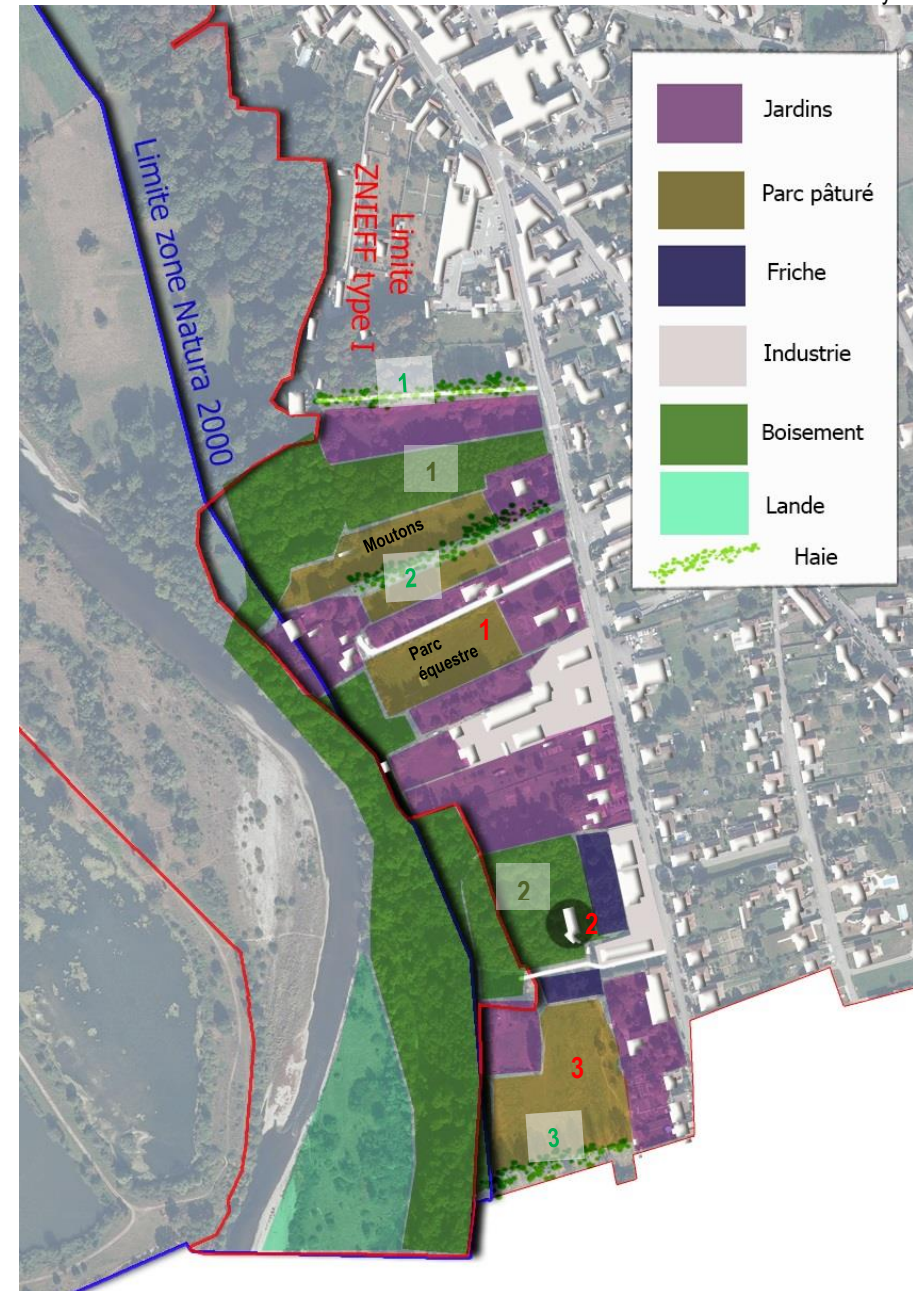 Jardins
Parc pâturé
Friche
Industrie
Boisement
Lande
Haie
Limite zone Natura 2000
Limite
ZNIEFF type I
1
1
Moutons
2
1
Parc
équestre
2
2
3
3